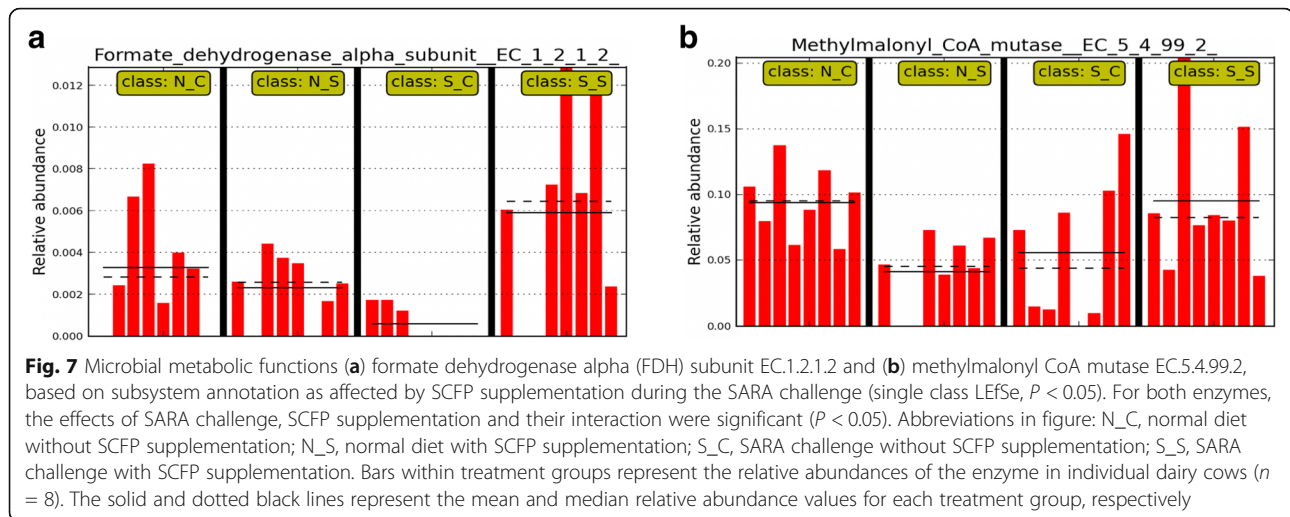 a
Formate_dehydrogenase_alpha_subunit__EC_1_2_1_2_
class: N_C
class: N_S
class: S_C
class: S_S
Relative abundance
0.012
0.010
0.008
0.006
0.004
0.002
0.000
b
Methylmalonyl_CoA_mutase__EC_5_4_99_2_
class: N_C
class: N_S
class: S_C
class: S_S
Relative abundance
0.20
0.15
0.10
0.05
0.00
Fig. 7 Microbial metabolic functions (a) formate dehydrogenase alpha (FDH) subunit EC.1.2.1.2 and (b) methylmalonyl CoA mutase EC.5.4.99.2,
based on subsystem annotation as affected by SCFP supplementation during the SARA challenge (single class LEfSe, P < 0.05). For both enzymes,
the effects of SARA challenge, SCFP supplementation and their interaction were significant (P < 0.05). Abbreviations in figure: N_C, normal diet
without SCFP supplementation; N_S, normal diet with SCFP supplementation; S_C, SARA challenge without SCFP supplementation; S_S, SARA
challenge with SCFP supplementation. Bars within treatment groups represent the relative abundances of the enzyme in individual dairy cows (n
= 8). The solid and dotted black lines represent the mean and median relative abundance values for each treatment group, respectively